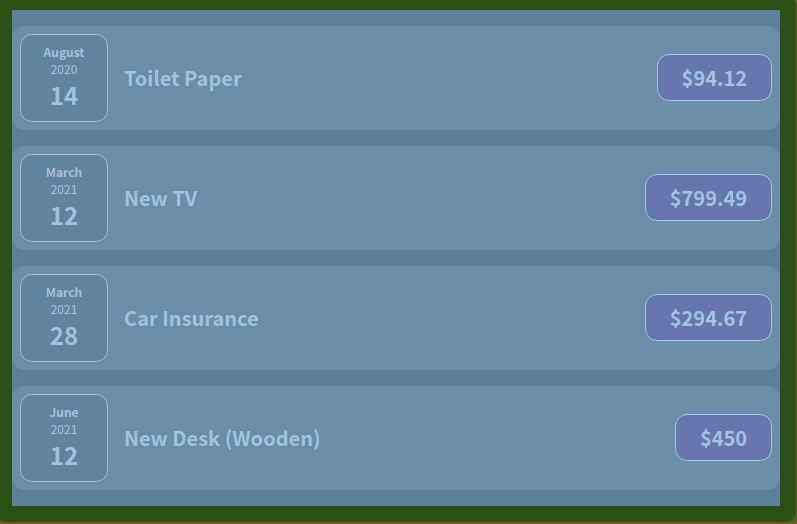 August
2020
14
Toilet Paper
$94.12
March
2021
12
New TV
$799.49
March
2021
28
Car Insurance
$294.67
June
2021
12
New Desk (Wooden)
$450